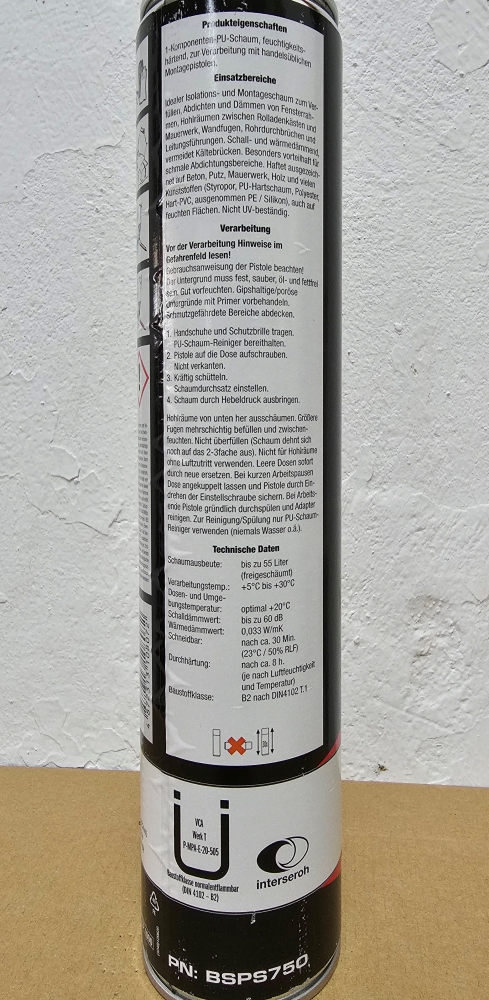 Produkteigenschaften
1-Komponenten-PU-Schaum, feuchtigkeits-
härtend, zur Verarbeitung mit handelsüblichen
Montagepistolen.
Einsatzbereiche
Idealer Isolations- und Montageschaum zum Ver-
füllen, Abdichten und Dämmen von Fensterrah-
men, Hohlräumen zwischen Rolladenkästen und
Mauerwerk, Wandfugen, Rohrdurchbrüchen und
Leitungsführungen. Schall- und wärmedämmend,
vermeidet Kältebrücken. Besonders vorteilhaft für
schmale Abdichtungsbereiche. Haftet ausgezeich-
net auf Beton, Putz, Mauerwerk, Holz und vielen
Kunststoffen (Styropor, PU-Hartschaum, Polyester,
Hart-PVC, ausgenommen PE / Silikon), auch auf
feuchten Flächen. Nicht UV-beständig.
Verarbeitung
Vor der Verarbeitung Hinweise im
Gefahrenfeld lesen!
Gebrauchsanweisung der Pistole beachten!
Der Untergrund muss fest, sauber, öl- und fettfrei
sein. Gut vorfeuchten. Gipshaltige/poröse
Untergründe mit Primer vorbehandeln.
Schmutzgefährdete Bereiche abdecken.
1. Handschuhe und Schutzbrille tragen.
PU-Schaum-Reiniger bereithalten.
2. Pistole auf die Dose aufschrauben.
Nicht verkanten.
3. Kräftig schütteln.
Schaumdurchsatz einstellen.
4. Schaum durch Hebeldruck ausbringen.
Hohlräume von unten her ausschäumen. Größere
Fugen mehrschichtig befüllen und zwischen-
feuchten. Nicht überfüllen (Schaum dehnt sich
noch auf das 2-3fache aus). Nicht für Hohlräume
ohne Luftzutritt verwenden. Leere Dosen sofort
durch neue ersetzen. Bei kurzen Arbeitspausen
Dose angekuppelt lassen und Pistole durch Ein-
drehen der Einstellschraube sichern. Bei Arbeits-
ende Pistole gründlich durchspülen und Adapter
reinigen. Zur Reinigung/Spülung nur PU-Schaum-
Reiniger verwenden (niemals Wasser o.ä.).
Technische Daten
Schaumausbeute: bis zu 55 Liter
(freigeschäumt)
Verarbeitungstemp.: +5°C bis +30°C
Dosen- und Umge-
bungstemperatur: optimal +20°C
Schalldämmwert: bis zu 60 dB
Wärmedämmwert: 0,033 W/mK
Schneidbar: nach ca. 30 Min.
(23°C / 50% RLF)
Durchhärtung: nach ca. 8 h.
(je nach Luftfeuchtigkeit
und Temperatur)
Baustoffklasse: B2 nach DIN4102 T.1
VCA
Werk 1
P-MPA-E-20-505
Baustoffklasse normalentflammbar
(DIN 4102 – B2)
interseroh
PN: BSPS750